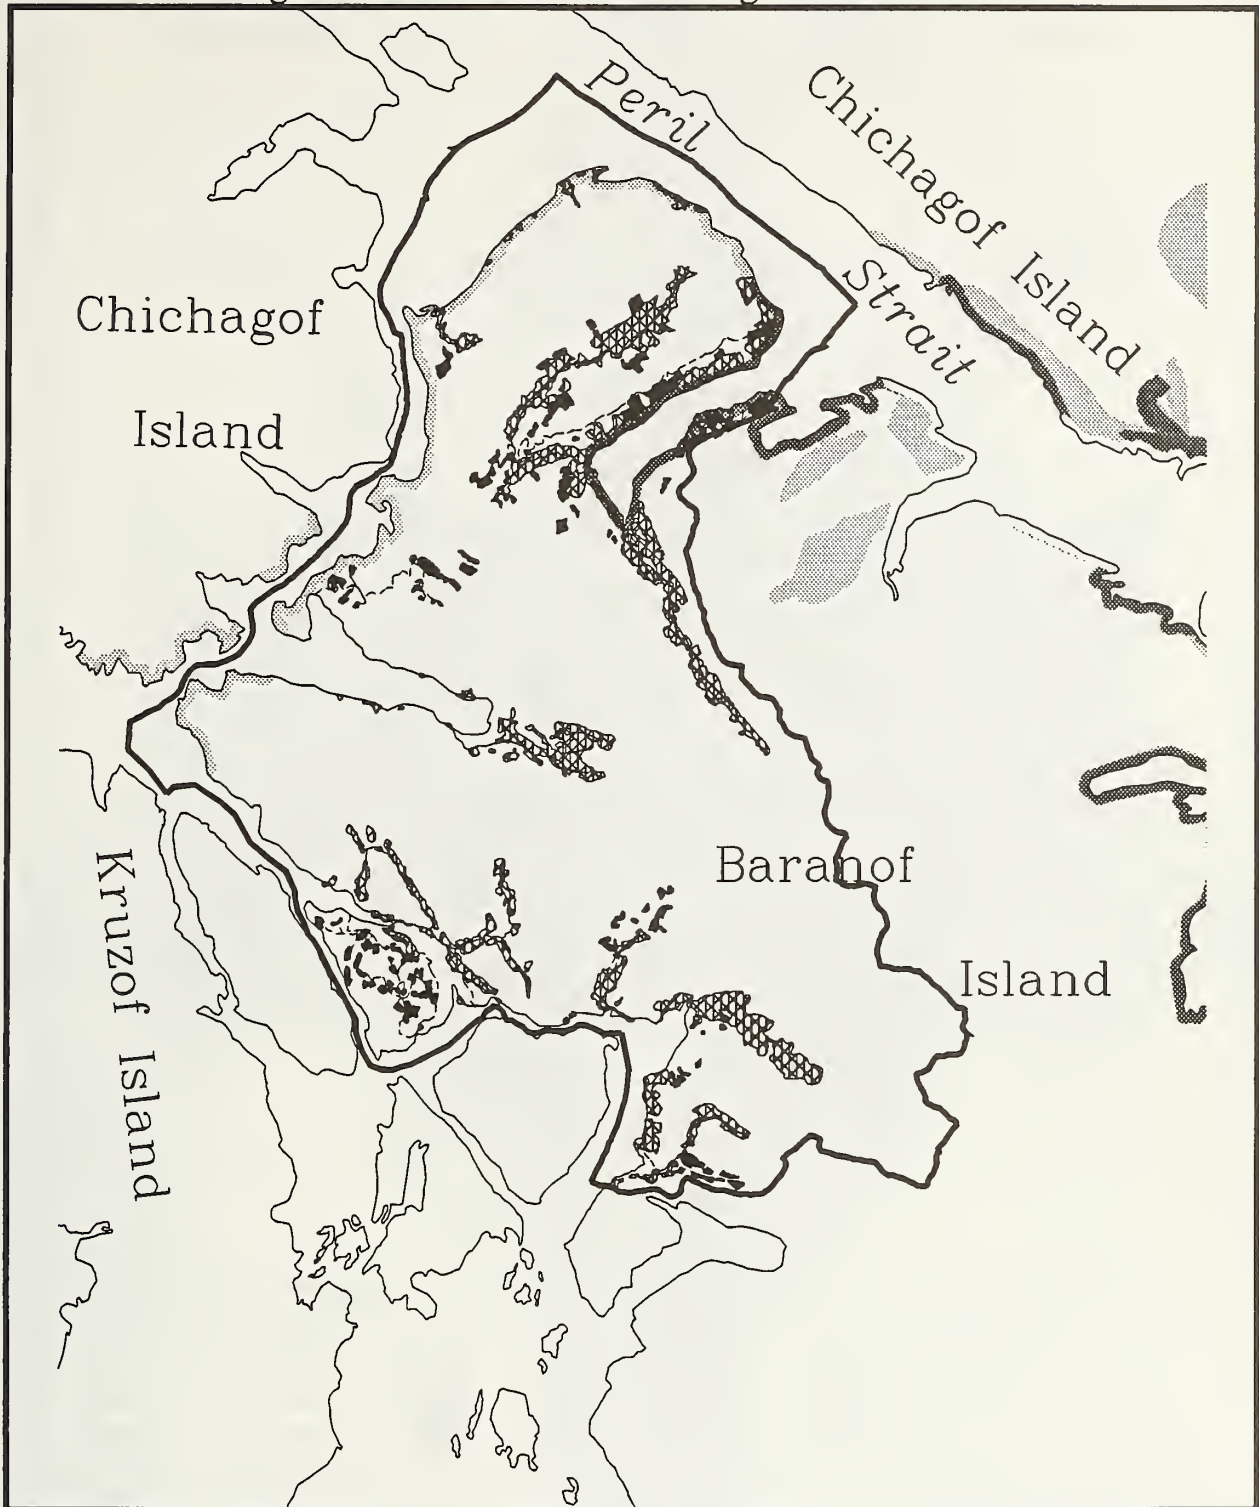 Peril
Strait
Chichagof Island
Chichagof
Island
Baranof
Island
Kruzof Island